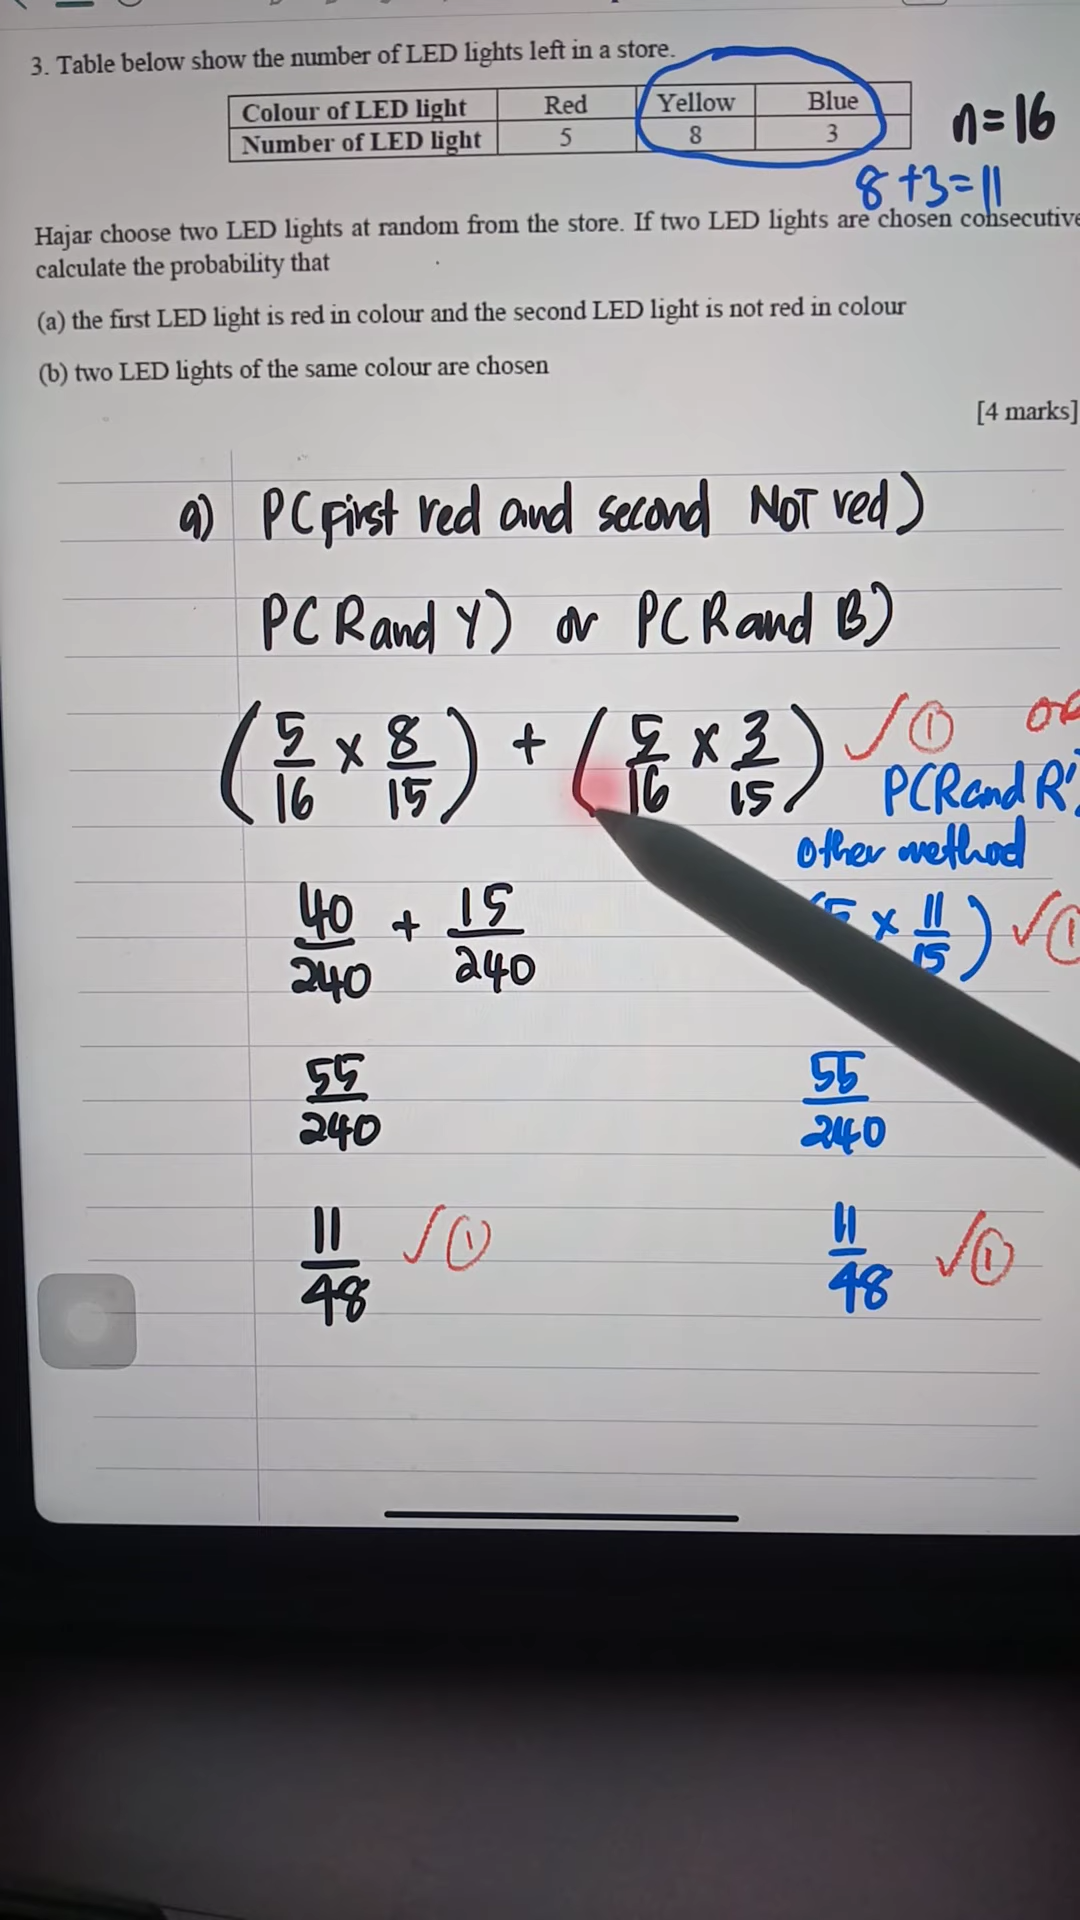 3. Table below show the number of LED lights left in a store.
Colour of LED light Red Yellow Blue
Number of LED light 5 8 3
n=16
8+3=11
Hajar choose two LED lights at random from the store. If two LED lights are chosen
calculate the probability that
(a) the first LED light is red in colour and the second LED light is not red in colour
(b) two LED lights of the same colour are chosen
[4 marks]
a) P(First red and second NOT red)
P(R and Y) or P(R and B)
(5/16 x 8/15) + (5/16 x 3/15) ✓①
P(R and R'
other method
40/240 + 15/240
x 11/15) ✓①
55/240
55/240
11/48 ✓①
11/48 ✓①